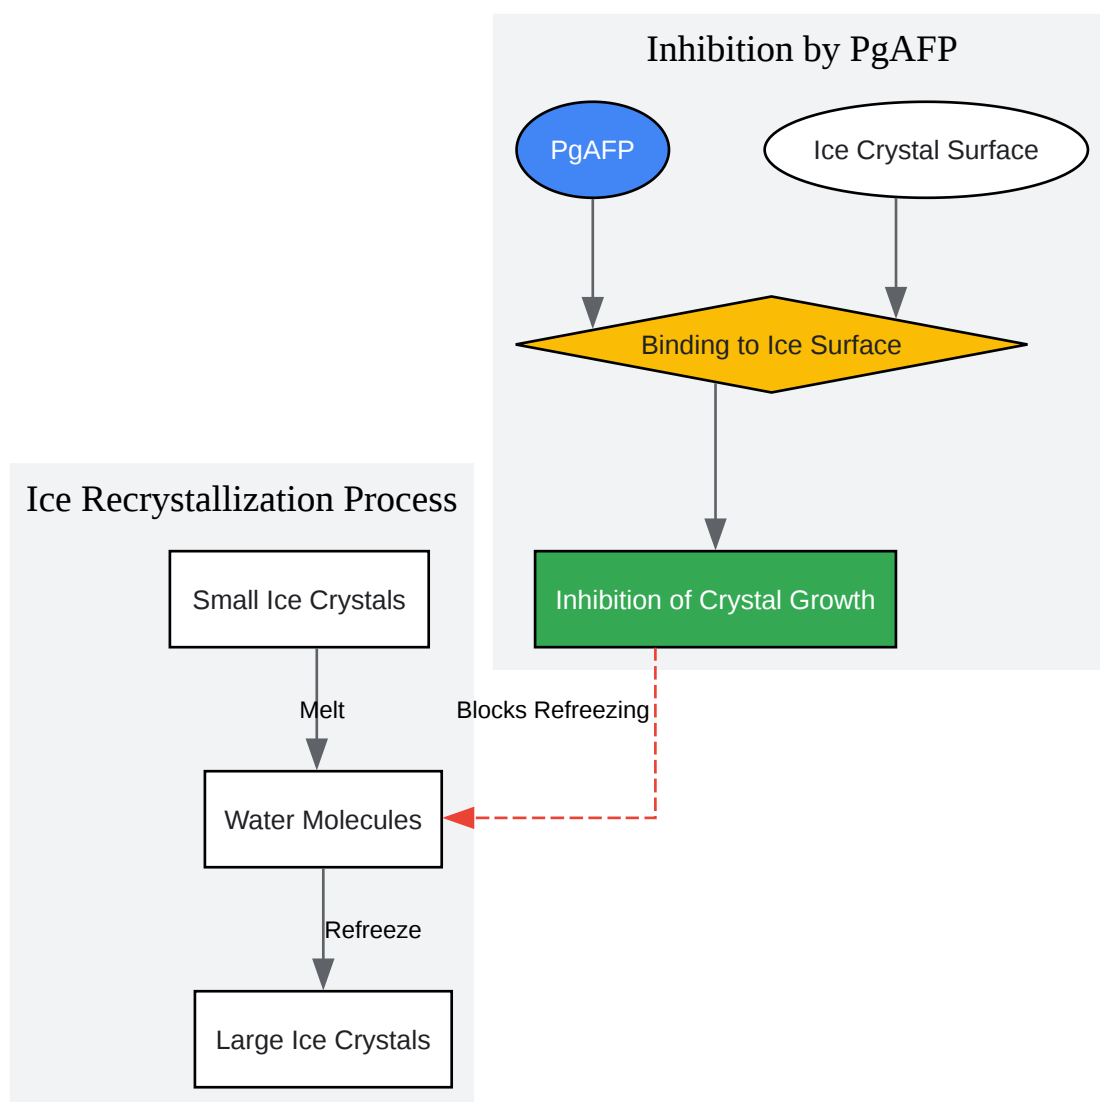 Inhibition by PgAFP
PgAFP
Ice Crystal Surface
Binding to Ice Surface
Inhibition of Crystal Growth
Blocks Refreezing
Ice Recrystallization Process
Small Ice Crystals
Melt
Water Molecules
Refreeze
Large Ice Crystals